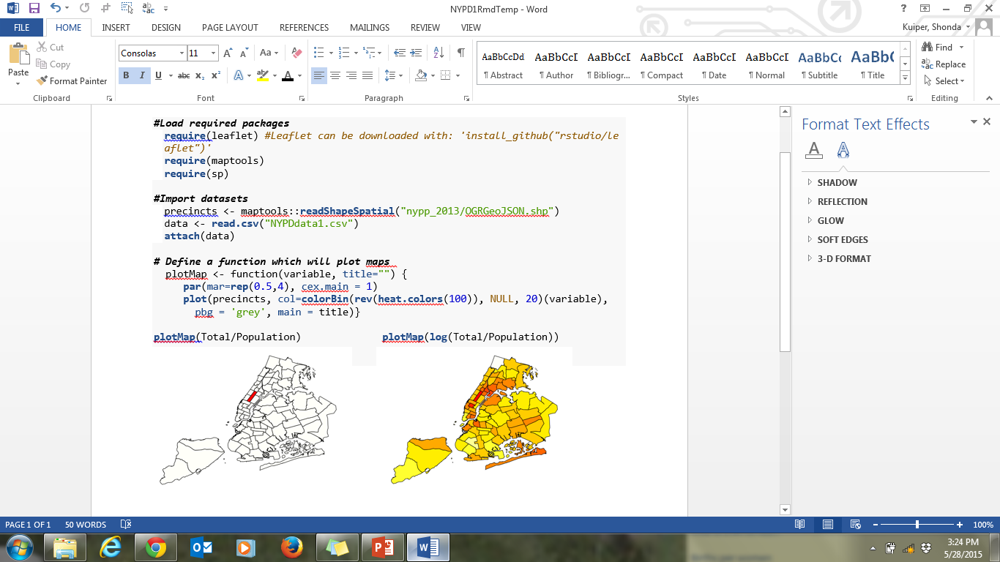 NYPD1RmdTemp - Word
FILE HOME INSERT DESIGN PAGE LAYOUT REFERENCES MAILINGS REVIEW VIEW
Kuiper, Shonda
Paste
Cut
Copy
Format Painter
Clipboard
Consolas 11
A A Aa
B I U abc x₂ x² A ab A
Font
Paragraph
AaBbCcDd AaBbCcI AaBbCcI AaBbCcI AaBbCcI AaBbCcI AaBbCc AaBb(
¶ Abstract ¶ Author ¶ Bibliogr... ¶ Compact ¶ Date ¶ Normal ¶ Subtitle ¶ Title
Styles
Find
Replace
Select
Editing
#Load required packages
require(leaflet) #Leaflet can be downloaded with: 'install_github("rstudio/le
aflet")'
require(maptools)
require(sp)
#Import datasets
precincts <- maptools::readShapeSpatial("nypp_2013/OGRGeoJSON.shp")
data <- read.csv("NYPDdata1.csv")
attach(data)
# Define a function which will plot maps
plotMap <- function(variable, title="") {
par(mar=rep(0.5,4), cex.main = 1)
plot(precincts, col=colorBin(rev(heat.colors(100)), NULL, 20)(variable),
pbg = 'grey', main = title)}
plotMap(Total/Population) plotMap(log(Total/Population))
Format Text Effects
A A
SHADOW
REFLECTION
GLOW
SOFT EDGES
3-D FORMAT
PAGE 1 OF 1 50 WORDS
100%
3:24 PM
5/28/2015